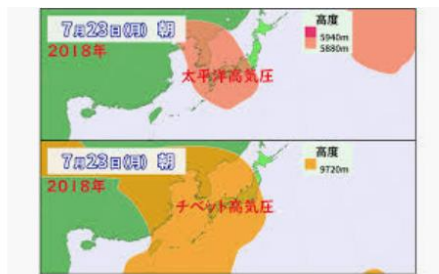 7月23日(月) 朝
2018年
太平洋高気圧
高度
5940m
5880m
7月23日(月) 朝
2018年
チベット高気圧
高度
9720m